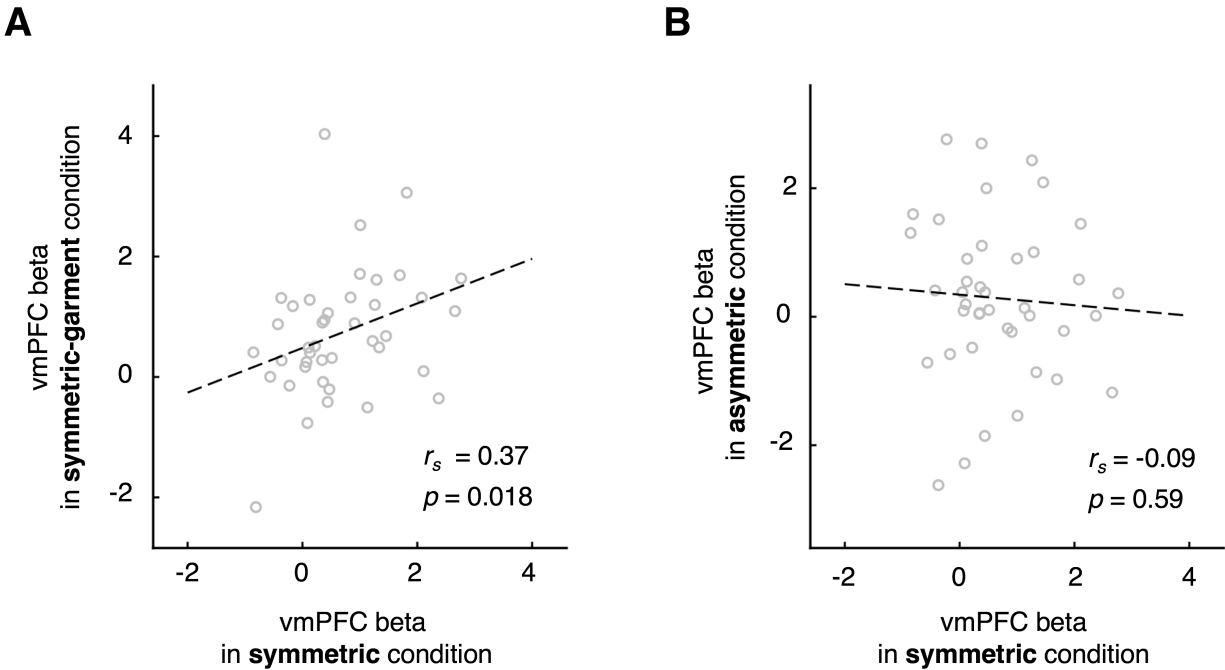 A
vmPFC beta
in symmetric-garment condition
4
2
0
-2
r_s = 0.37
p = 0.018
-2 0 2 4
vmPFC beta
in symmetric condition
B
vmPFC beta
in asymmetric condition
2
0
-2
r_s = -0.09
p = 0.59
-2 0 2 4
vmPFC beta
in symmetric condition